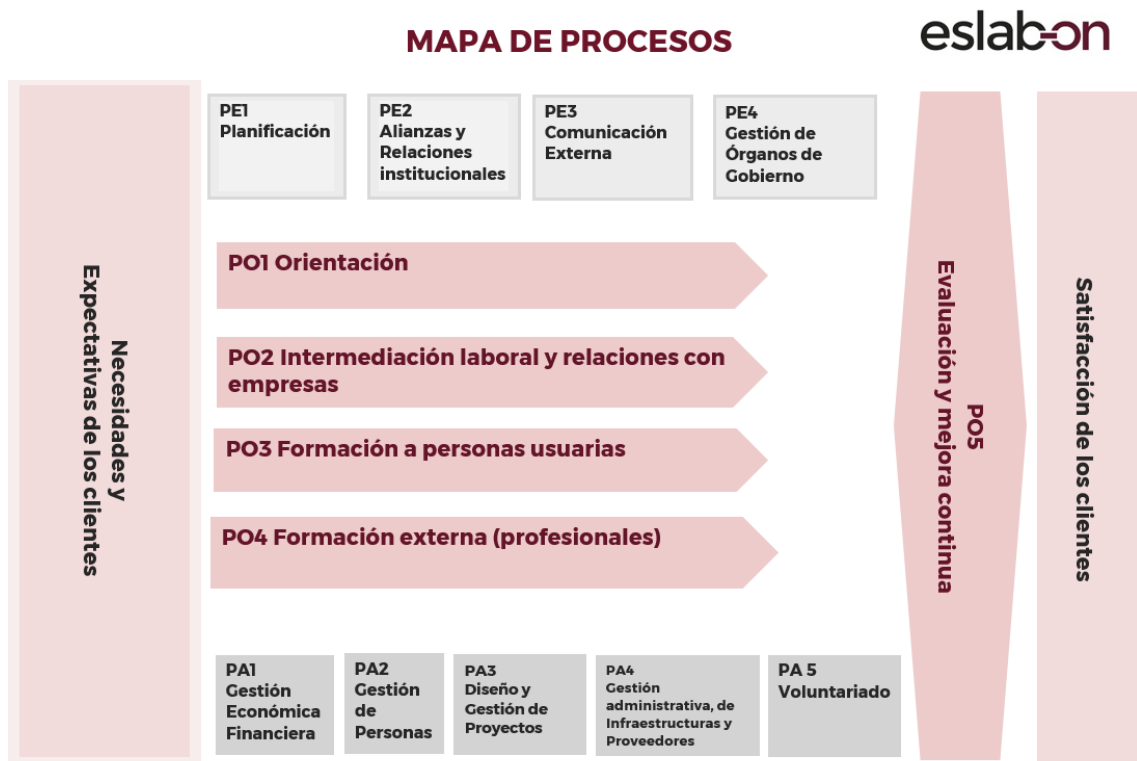 MAPA DE PROCESOS
eslab-on
Necesidades y
Expectativas de los clientes
PE1
Planificación
PE2
Alianzas y
Relaciones
institucionales
PE3
Comunicación
Externa
PE4
Gestión de
Órganos de
Gobierno
PO1 Orientación
PO2 Intermediación laboral y relaciones con
empresas
PO3 Formación a personas usuarias
PO4 Formación externa (profesionales)
PO5
Evaluación y mejora continua
Satisfacción de los clientes
PA1
Gestión
Económica
Financiera
PA2
Gestión
de
Personas
PA3
Diseño y
Gestión de
Proyectos
PA4
Gestión
administrativa, de
Infraestructuras y
Proveedores
PA 5
Voluntariado